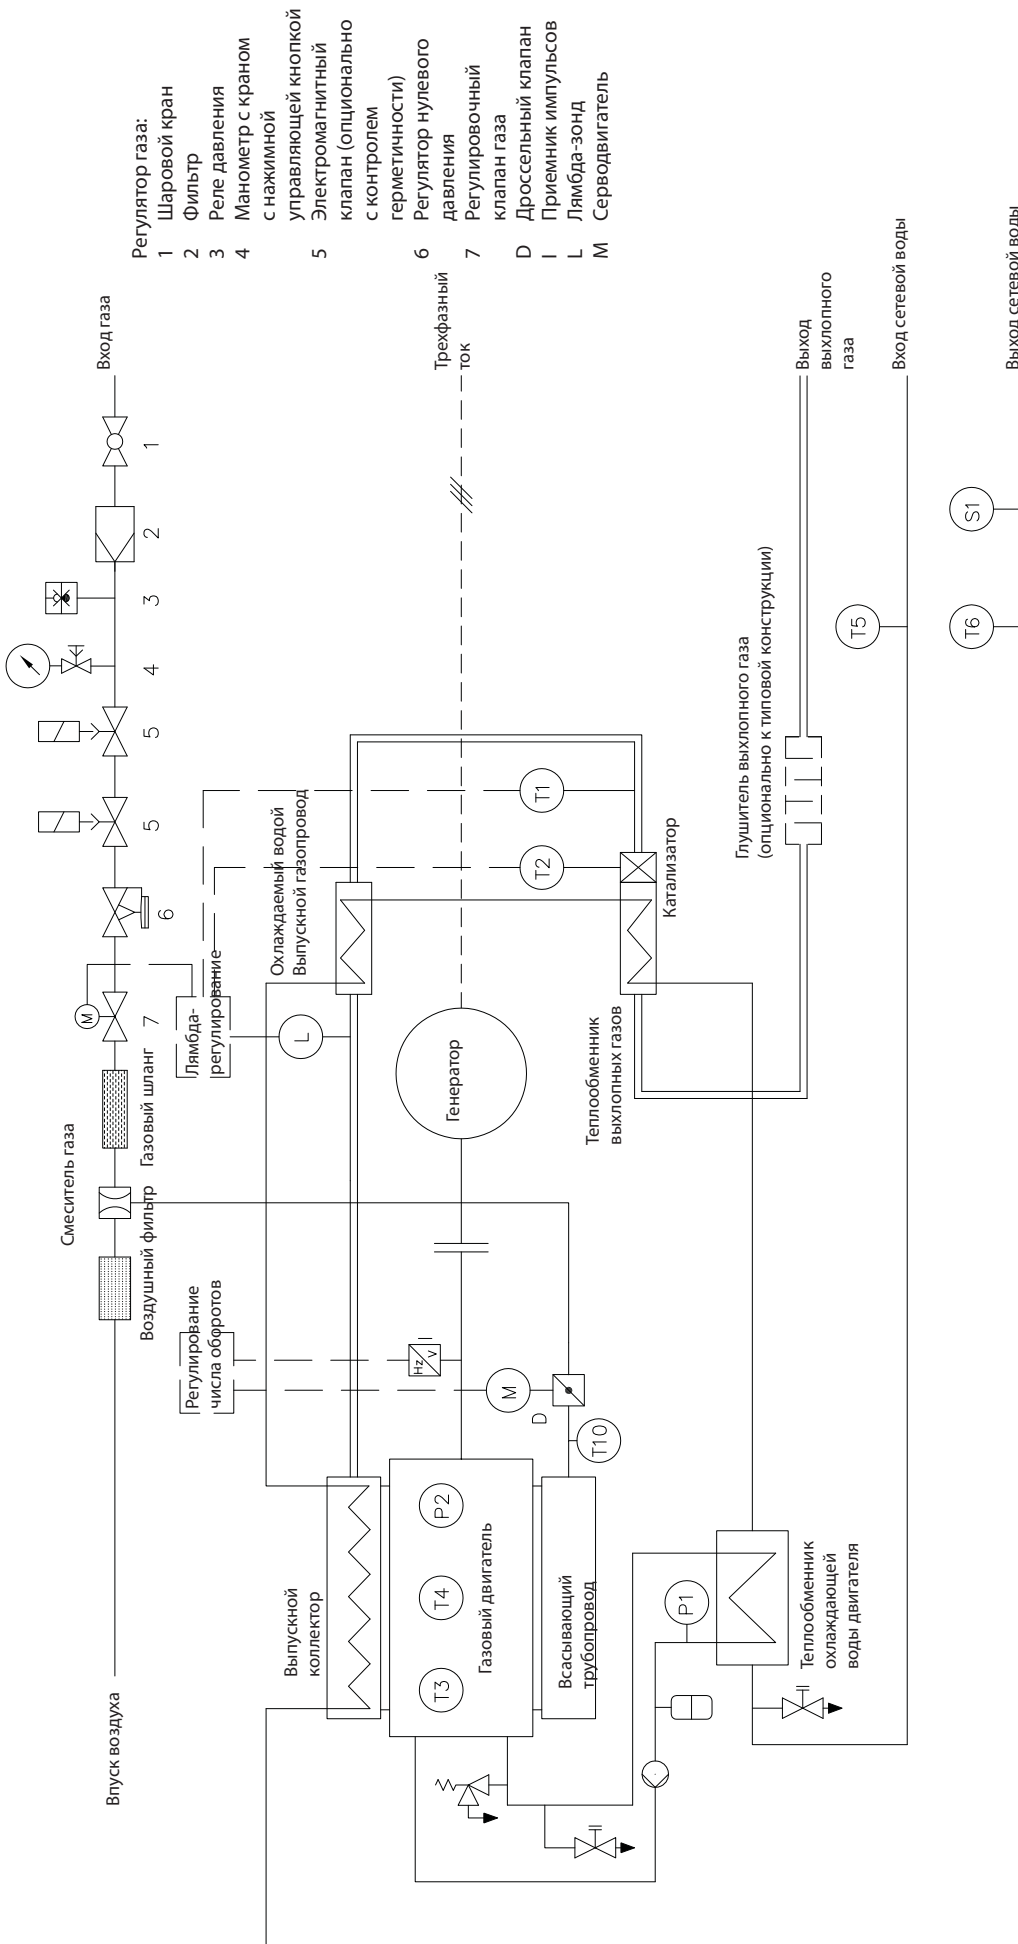 Регулятор газа:
1 Шаровой кран
2 Фильтр
3 Реле давления
4 Манометр с краном
с нажимной
управляющей кнопкой
5 Электромагнитный
клапан (опционально
с контролем
герметичности)
6 Регулятор нулевого
давления
7 Регулировочный
клапан газа
D Дроссельный клапан
I Приемник импульсов
L Лямбда-зонд
M Серводвигатель
Впуск воздуха
Воздушный фильтр
Смеситель газа
Газовый шланг
7
M
6
5
5
4
3
2
1
Вход газа
Регулирование
числа оборотов
Лямбда-
регулирование
Охлаждаемый водой
Выпускной газопровод
L
Выпускной
коллектор
T3
T4
P2
Газовый двигатель
Всасывающий
трубопровод
Hz
V
I
M
D
T10
Генератор
T2
T1
Трехфазный
ток
Теплообменник
выхлопных газов
Катализатор
P1
Теплообменник
охлаждающей
воды двигателя
Глушитель выхлопного газа
(опционально к типовой конструкции)
Выход
выхлопного
газа
T5
Вход сетевой воды
T6
S1
Выход сетевой воды